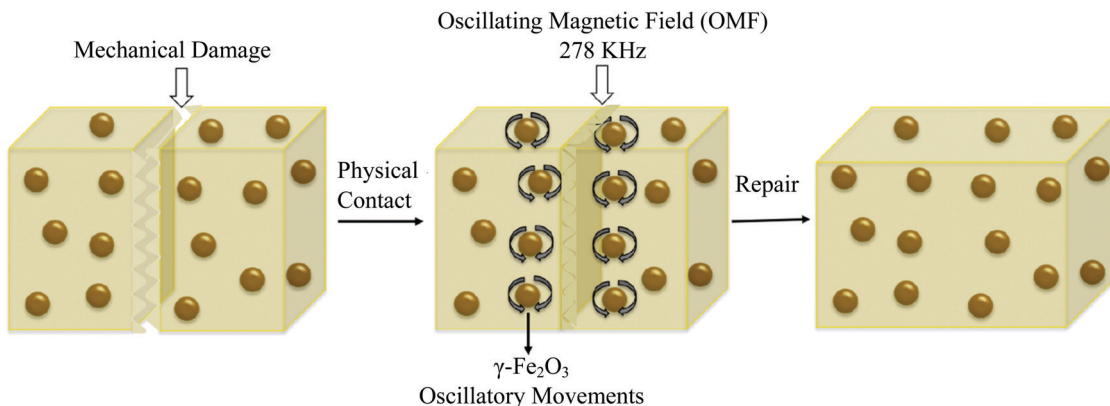 Oscillating Magnetic Field (OMF)
278 KHz
Mechanical Damage
Physical
Contact
Repair
γ-Fe₂O₃
Oscillatory Movements